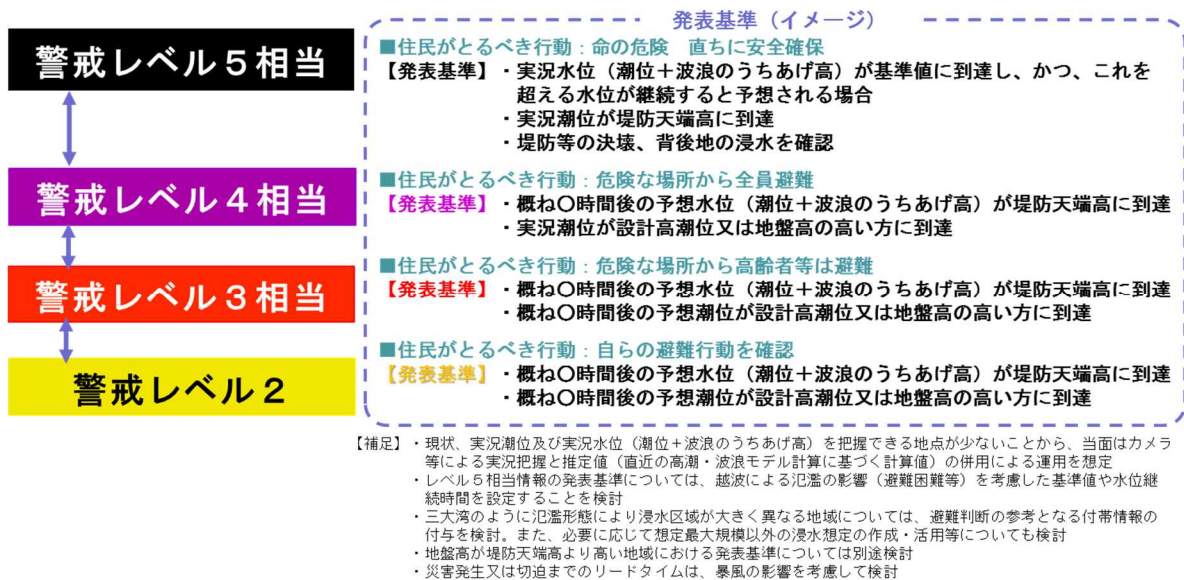 発表基準（イメージ）
警戒レベル５相当
■住民がとるべき行動：命の危険　直ちに安全確保
【発表基準】・実況水位（潮位＋波浪のうちあげ高）が基準値に到達し、かつ、これを
超える水位が継続すると予想される場合
・実況潮位が堤防天端高に到達
・堤防等の決壊、背後地の浸水を確認
警戒レベル４相当
■住民がとるべき行動：危険な場所から全員避難
【発表基準】・概ね〇時間後の予想水位（潮位＋波浪のうちあげ高）が堤防天端高に到達
・実況潮位が設計高潮位又は地盤高の高い方に到達
警戒レベル３相当
■住民がとるべき行動：危険な場所から高齢者等は避難
【発表基準】・概ね〇時間後の予想水位（潮位＋波浪のうちあげ高）が堤防天端高に到達
・概ね〇時間後の予想潮位が設計高潮位又は地盤高の高い方に到達
警戒レベル２
■住民がとるべき行動：自らの避難行動を確認
【発表基準】・概ね〇時間後の予想水位（潮位＋波浪のうちあげ高）が堤防天端高に到達
・概ね〇時間後の予想潮位が設計高潮位又は地盤高の高い方に到達
【補足】・現状、実況潮位及び実況水位（潮位＋波浪のうちあげ高）を把握できる地点が少ないことから、当面はカメラ
等による実況把握と推定値（直近の高潮・波浪モデル計算に基づく計算値）の併用による運用を想定
・レベル５相当情報の発表基準については、越波による氾濫の影響（避難困難等）を考慮した基準値や水位継
続時間を設定することを検討
・三大湾のように氾濫形態により浸水区域が大きく異なる地域については、避難判断の参考となる付帯情報の
付与を検討。また、必要に応じて想定最大規模以外の浸水想定の作成・活用等についても検討
・地盤高が堤防天端高より高い地域における発表基準については別途検討
・災害発生又は切迫までのリードタイムは、暴風の影響を考慮して検討